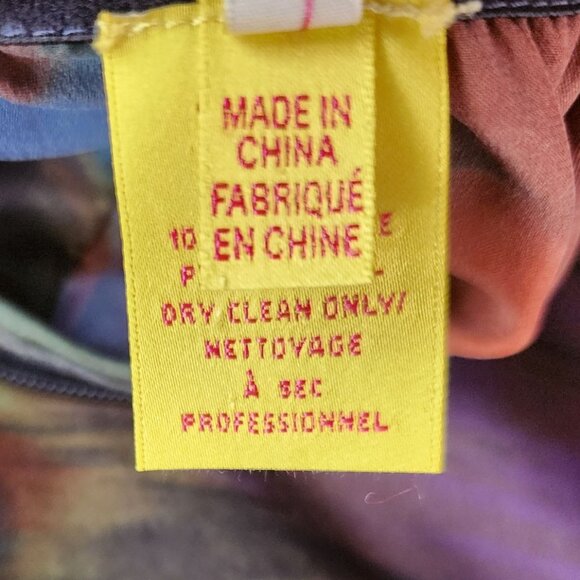 MADE IN
CHINA
FABRIQUÉ
EN CHINE
DRY CLEAN ONLY/
NETTOYAGE
À SEC
PROFESSIONNEL